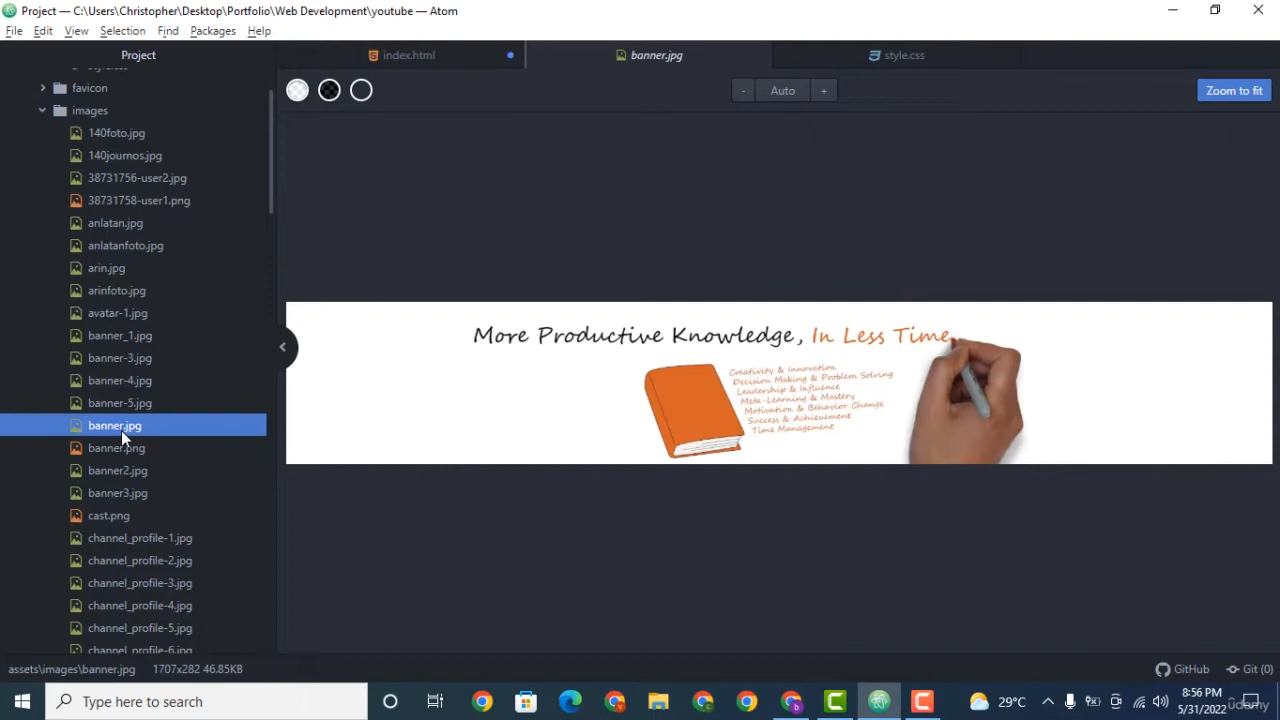 Project — C:\Users\Christopher\Desktop\Portfolio\Web Development\youtube — Atom
File Edit View Selection Find Packages Help
Project
index.html
banner.jpg
style.css
- Auto +
Zoom to fit
favicon
images
140foto.jpg
140journos.jpg
38731756-user2.jpg
38731758-user1.png
anlatan.jpg
anlatanfoto.jpg
arin.jpg
arinfoto.jpg
avatar-1.jpg
banner_1.jpg
banner-3.jpg
banner-4.jpg
banner-5.jpg
banner.jpg
banner.png
banner2.jpg
banner3.jpg
cast.png
channel_profile-1.jpg
channel_profile-2.jpg
channel_profile-3.jpg
channel_profile-4.jpg
channel_profile-5.jpg
channel_profile-6.jpg
More Productive Knowledge, In Less Time
Creativity & Innovation
Decision Making & Problem Solving
Leadership & Influence
Meta-Learning & Mastery
Motivation & Behavior Change
Success & Achievement
Time Management
assets\images\banner.jpg 1707x282 46.85KB
GitHub Git (0)
Type here to search
29°C
8:56 PM
5/31/2022
udemy